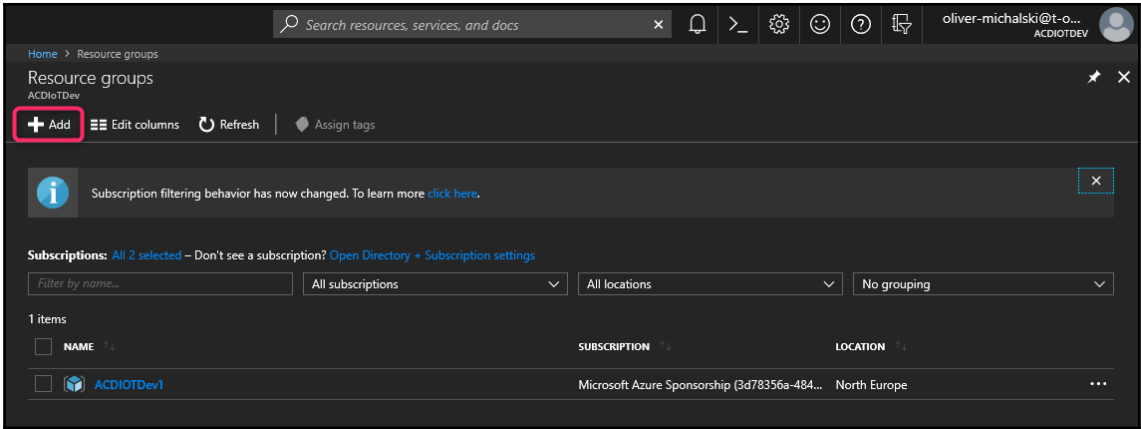 Search resources, services, and docs
oliver-michalski@t-o...
ACDIOTDEV
Home > Resource groups
Resource groups
ACDIoTDev
Add Edit columns Refresh Assign tags
Subscription filtering behavior has now changed. To learn more click here.
Subscriptions: All 2 selected – Don't see a subscription? Open Directory + Subscription settings
Filter by name... All subscriptions All locations No grouping
1 items
NAME SUBSCRIPTION LOCATION
ACDIOTDev1 Microsoft Azure Sponsorship (3d78356a-484... North Europe ...